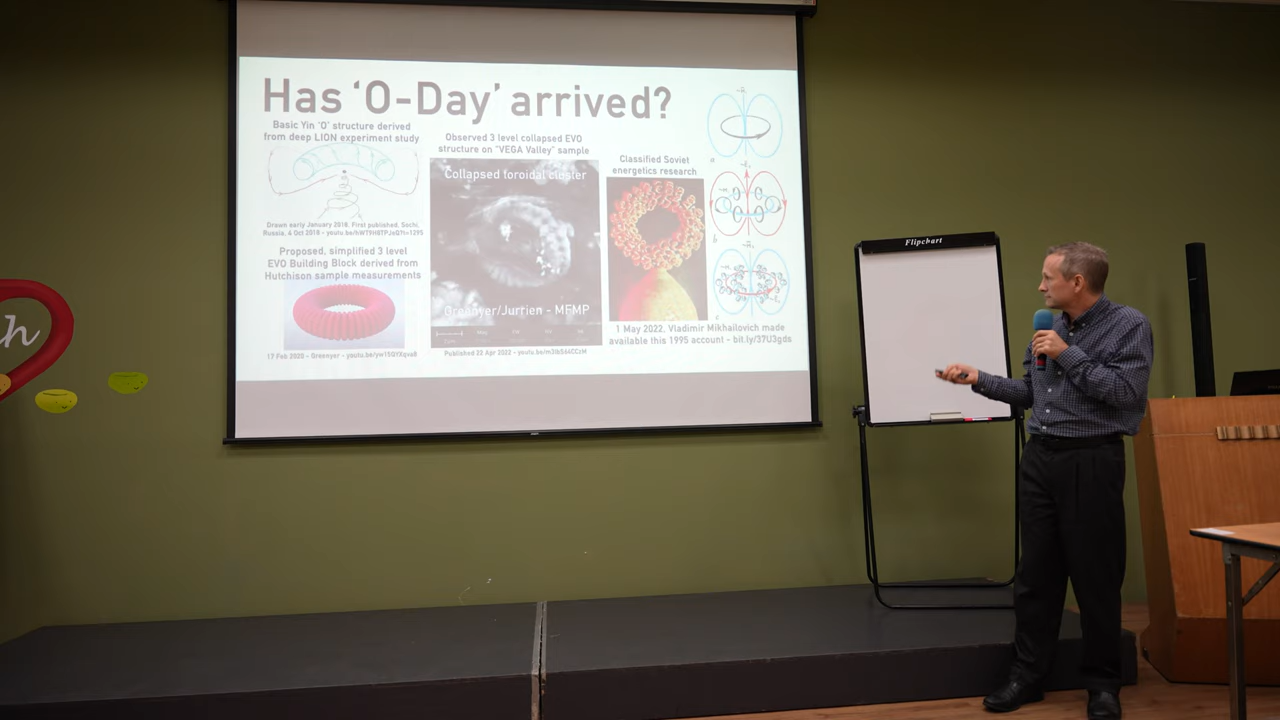 Has ‘O-Day’ arrived?
Basic Yin ‘O’ structure derived
from deep LION experiment study
Drawn early January 2018. First published, Sochi,
Russia, 4 Oct 2018 -
Proposed, simplified 3 level
EVO Building Block derived from
Hutchison sample measurements
17 Feb 2020 - Greenyer -
Observed 3 level collapsed EVO
structure on "VEGA Valley" sample
Collapsed toroidal cluster
Greenyer/Jurrien - MFMP
Published 22 Apr 2022 -
Classified Soviet
energetics research
1 May 2022, Vladimir Mikhailovich made
available this 1995 account - bit.ly/37U3gds
a
b
c
Flipchart
h